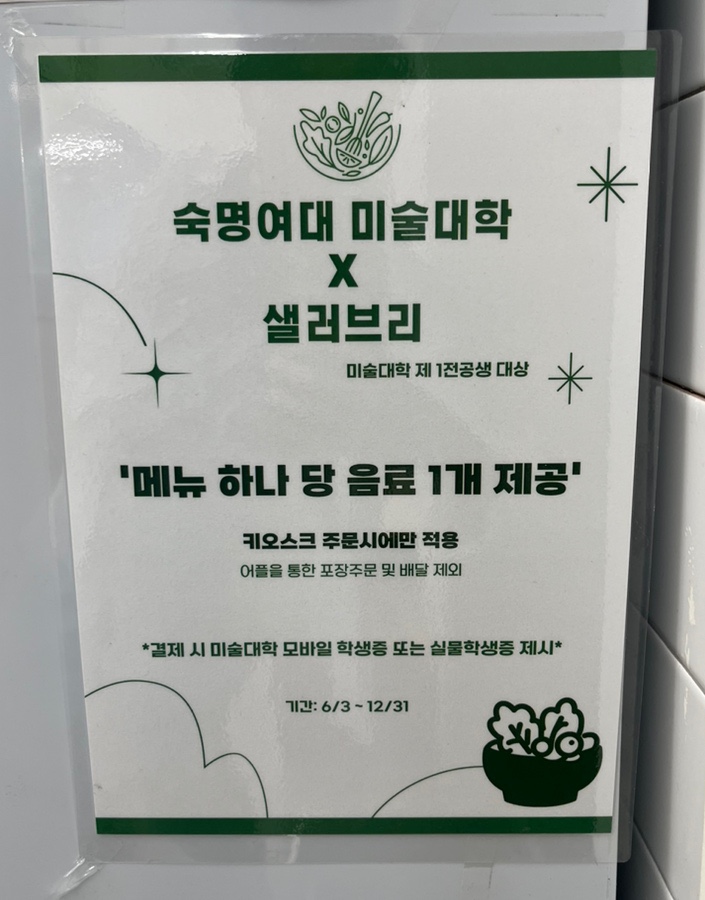 숙명여대 미술대학
X
샐러브리
미술대학 제 1전공생 대상
'메뉴 하나 당 음료 1개 제공'
키오스크 주문시에만 적용
어플을 통한 포장주문 및 배달 제외
*결제 시 미술대학 모바일 학생증 또는 실물학생증 제시*
기간: 6/3 ~ 12/31